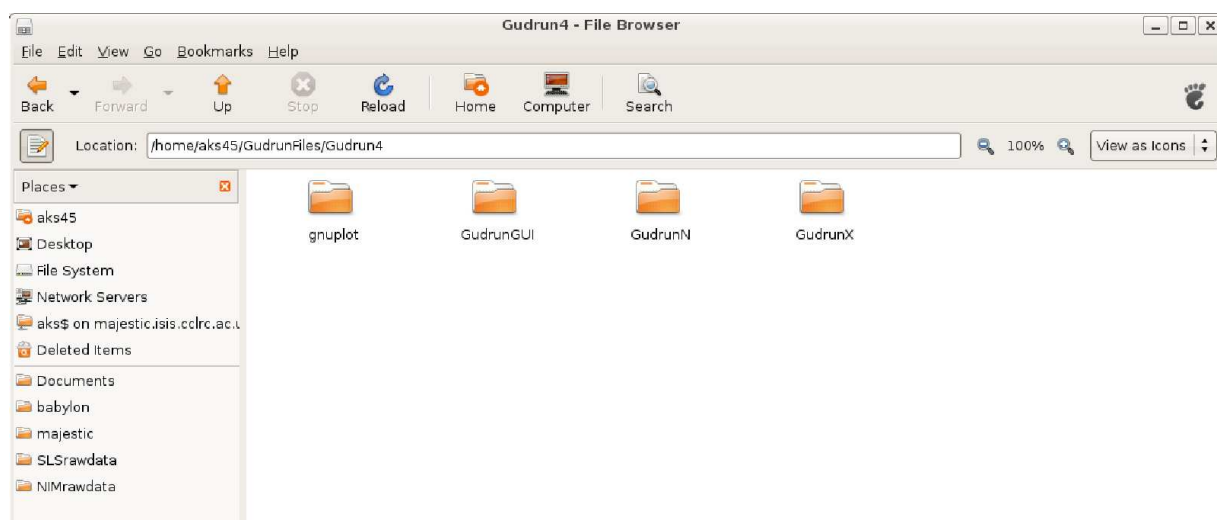 Gudrun4 - File Browser
File Edit View Go Bookmarks Help
Back Forward Up Stop Reload Home Computer Search
Location: /home/aks45/GudrunFiles/Gudrun4 100% View as Icons
Places
aks45
Desktop
File System
Network Servers
aks$ on majestic.isis.cclrc.ac.u
Deleted Items
Documents
babylon
majestic
SLSrawdata
NIMrawdata
gnuplot GudrunGUI GudrunN GudrunX